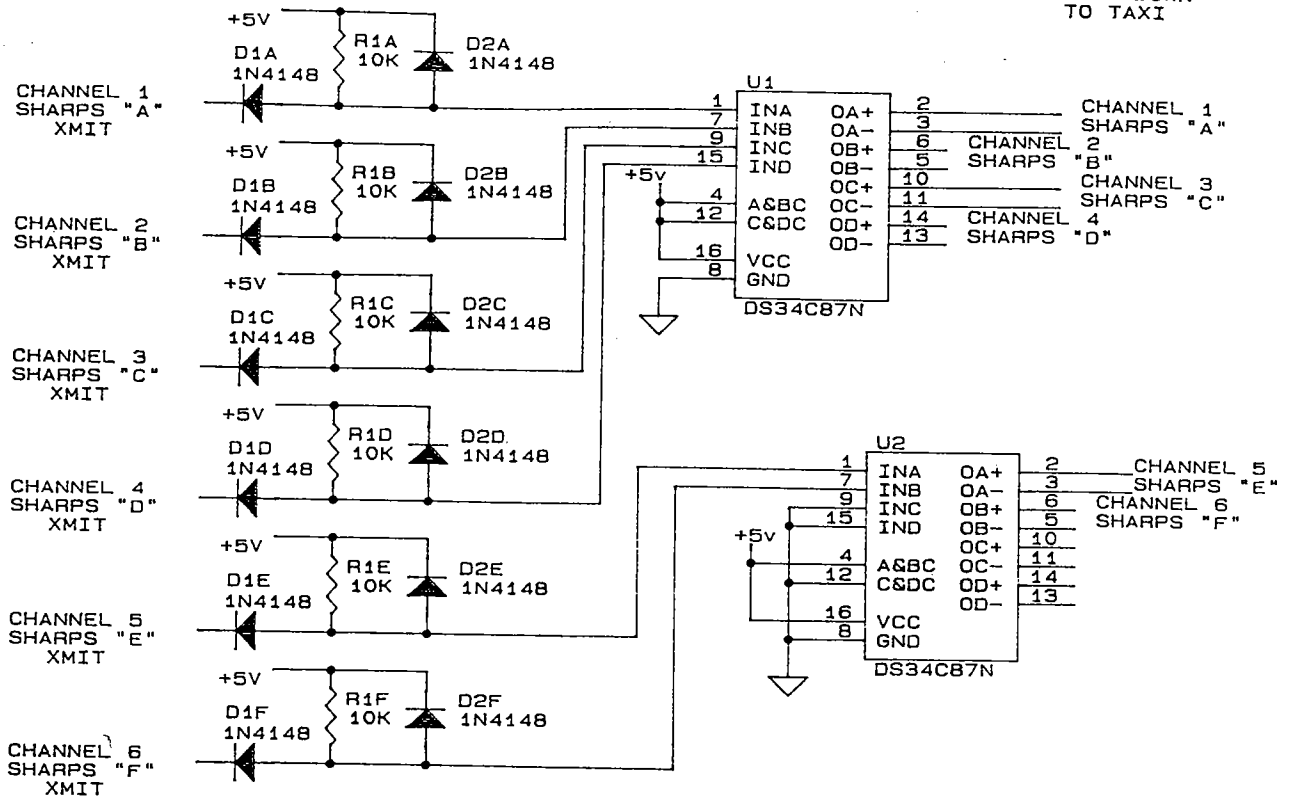 TO TAXI
+5V
R1A
10K
D2A
1N4148
D1A
1N4148
CHANNEL 1
SHARPS "A"
XMIT
+5V
R1B
10K
D2B
1N4148
D1B
1N4148
CHANNEL 2
SHARPS "B"
XMIT
+5V
R1C
10K
D2C
1N4148
D1C
1N4148
CHANNEL 3
SHARPS "C"
XMIT
+5V
R1D
10K
D2D
1N4148
D1D
1N4148
CHANNEL 4
SHARPS "D"
XMIT
+5V
R1E
10K
D2E
1N4148
D1E
1N4148
CHANNEL 5
SHARPS "E"
XMIT
+5V
R1F
10K
D2F
1N4148
D1F
1N4148
CHANNEL 6
SHARPS "F"
XMIT
U1
1 INA OA+ 2
7 INB OA- 3
9 INC OB+ 6
15 IND OB- 5
OC+ 10
4 A&BC OC- 11
12 C&DC OD+ 14
OD- 13
16 VCC
8 GND
+5V
DS34C87N
CHANNEL 1
SHARPS "A"
CHANNEL 2
SHARPS "B"
CHANNEL 3
SHARPS "C"
CHANNEL 4
SHARPS "D"
U2
1 INA OA+ 2
7 INB OA- 3
9 INC OB+ 6
15 IND OB- 5
OC+ 10
4 A&BC OC- 11
12 C&DC OD+ 14
OD- 13
16 VCC
8 GND
+5V
DS34C87N
CHANNEL 5
SHARPS "E"
CHANNEL 6
SHARPS "F"